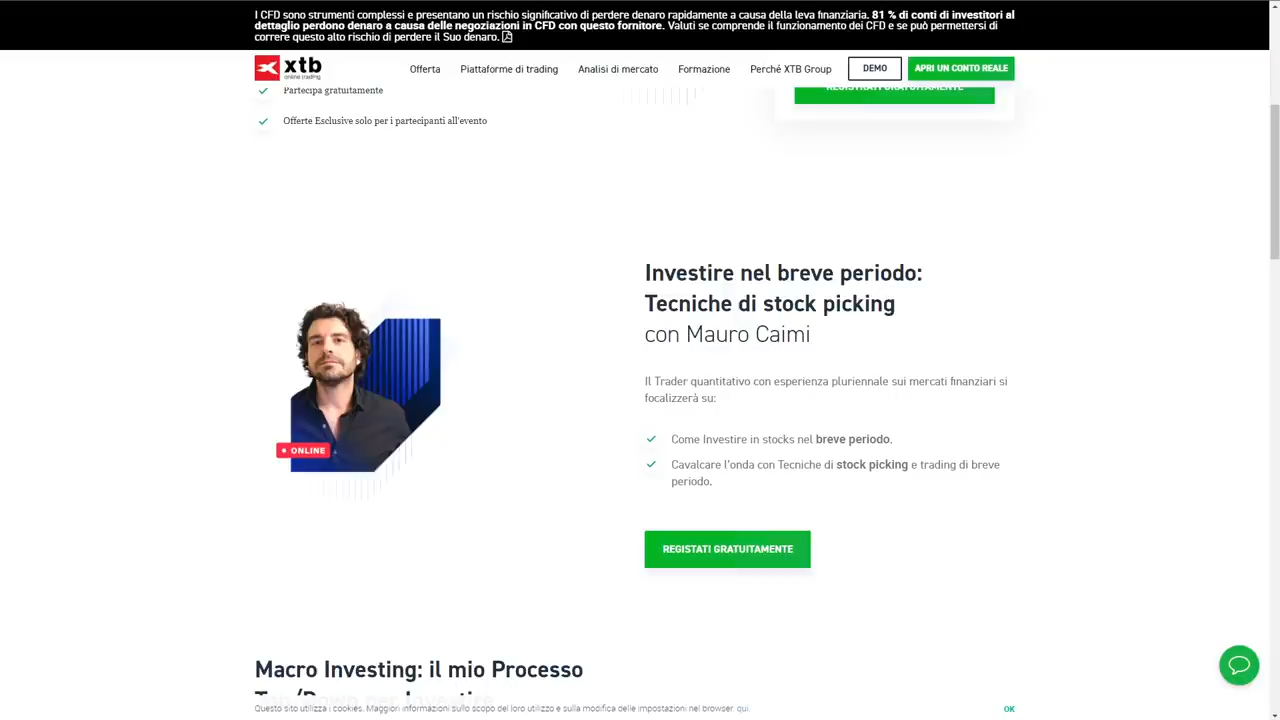 I CFD sono strumenti complessi e presentano un rischio significativo di perdere denaro rapidamente a causa della leva finanziaria. 81 % di conti di investitori al
dettaglio perdono denaro a causa delle negoziazioni in CFD con questo fornitore. Valuti se comprende il funzionamento dei CFD e se può permettersi di
correre questo alto rischio di perdere il Suo denaro.
xtb
online trading
Offerta
Piattaforme di trading
Analisi di mercato
Formazione
Perché XTB Group
DEMO
APRI UN CONTO REALE
Partecipa gratuitamente
REGISTRATI GRATUITAMENTE
Offerte Esclusive solo per i partecipanti all'evento
Investire nel breve periodo:
Tecniche di stock picking
con Mauro Caimi
Il Trader quantitativo con esperienza pluriennale sui mercati finanziari si
focalizzerà su:
Come Investire in stocks nel breve periodo.
Cavalcare l'onda con Tecniche di stock picking e trading di breve
periodo.
ONLINE
REGISTATI GRATUITAMENTE
Macro Investing: il mio Processo
Top/Down per Investire
Questo sito utilizza i cookies. Maggiori informazioni sullo scopo del loro utilizzo e sulla modifica delle impostazioni nel browser. qui.
OK